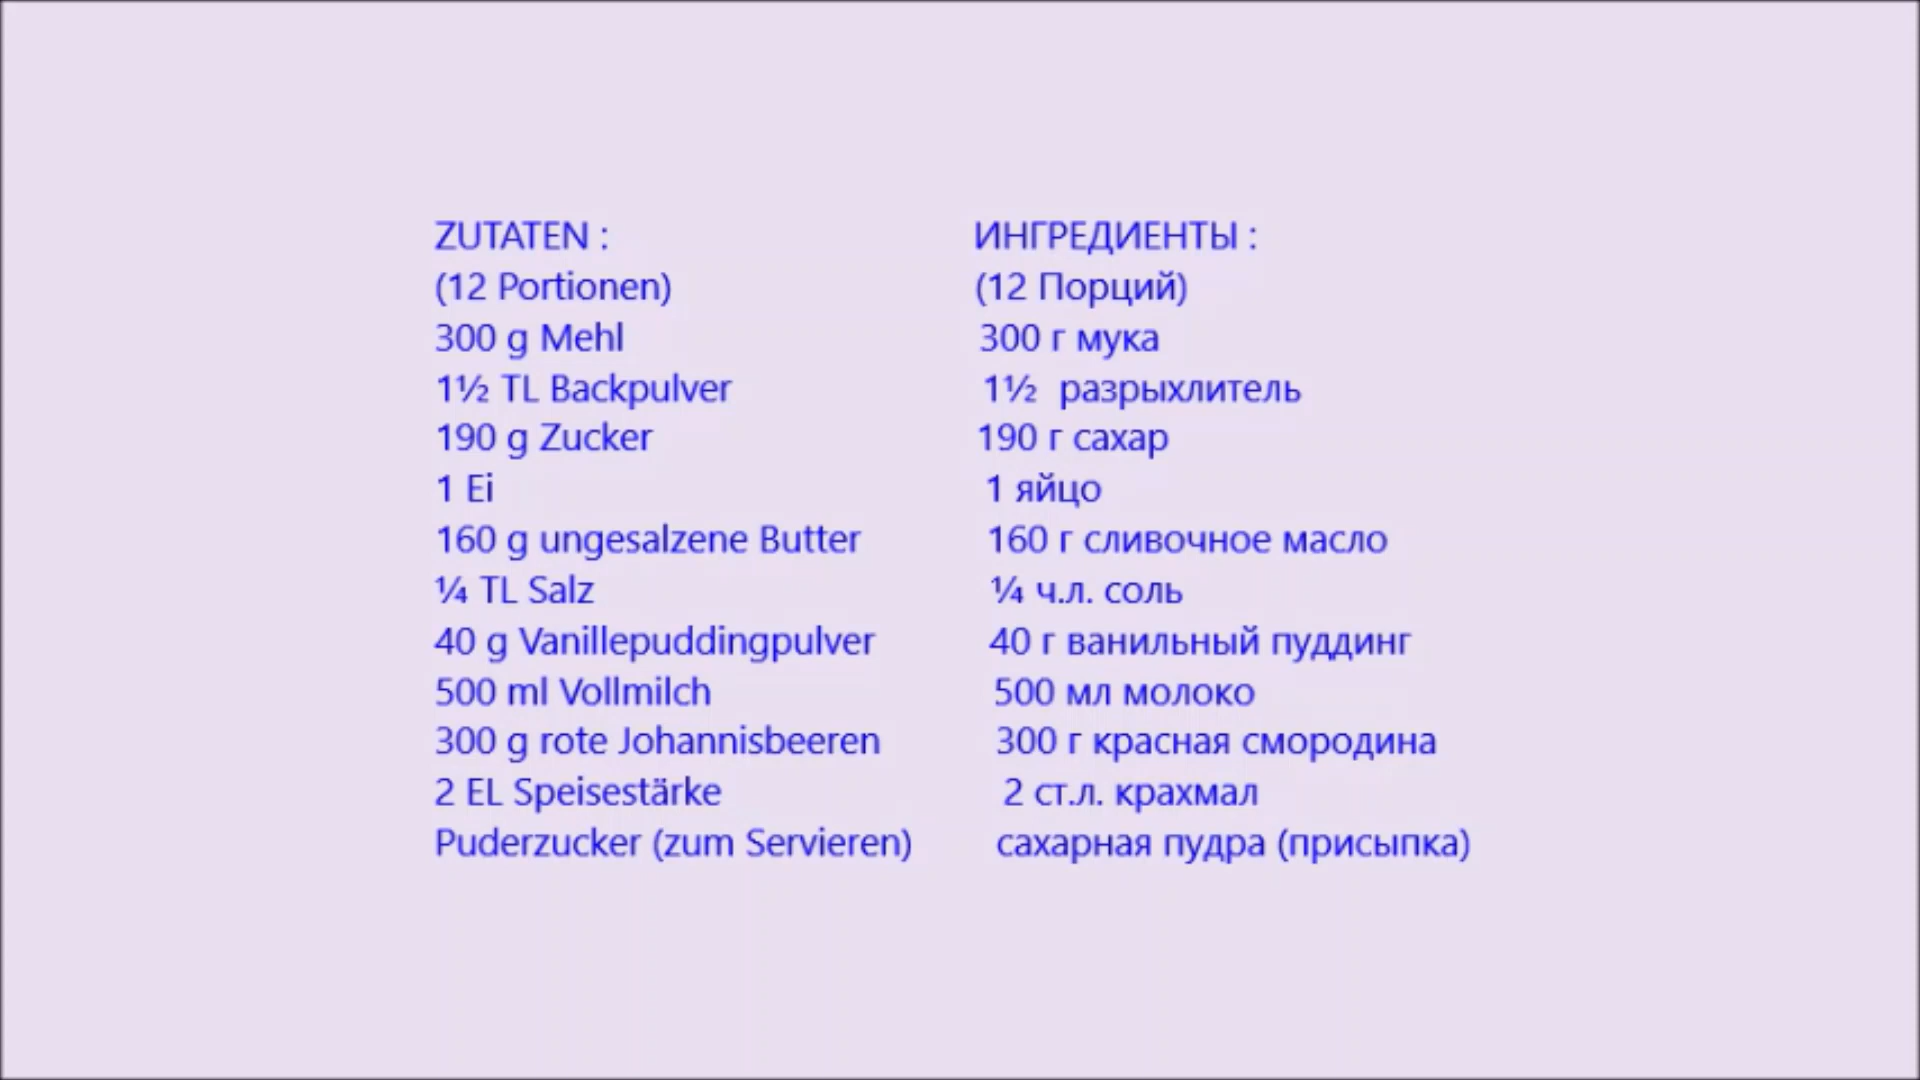 ZUTATEN :
(12 Portionen)
300 g Mehl
1½ TL Backpulver
190 g Zucker
1 Ei
160 g ungesalzene Butter
¼ TL Salz
40 g Vanillepuddingpulver
500 ml Vollmilch
300 g rote Johannisbeeren
2 EL Speisestärke
Puderzucker (zum Servieren)
ИНГРЕДИЕНТЫ :
(12 Порций)
300 г мука
1½ разрыхлитель
190 г сахар
1 яйцо
160 г сливочное масло
¼ ч.л. соль
40 г ванильный пуддинг
500 мл молоко
300 г красная смородина
2 ст.л. крахмал
сахарная пудра (присыпка)